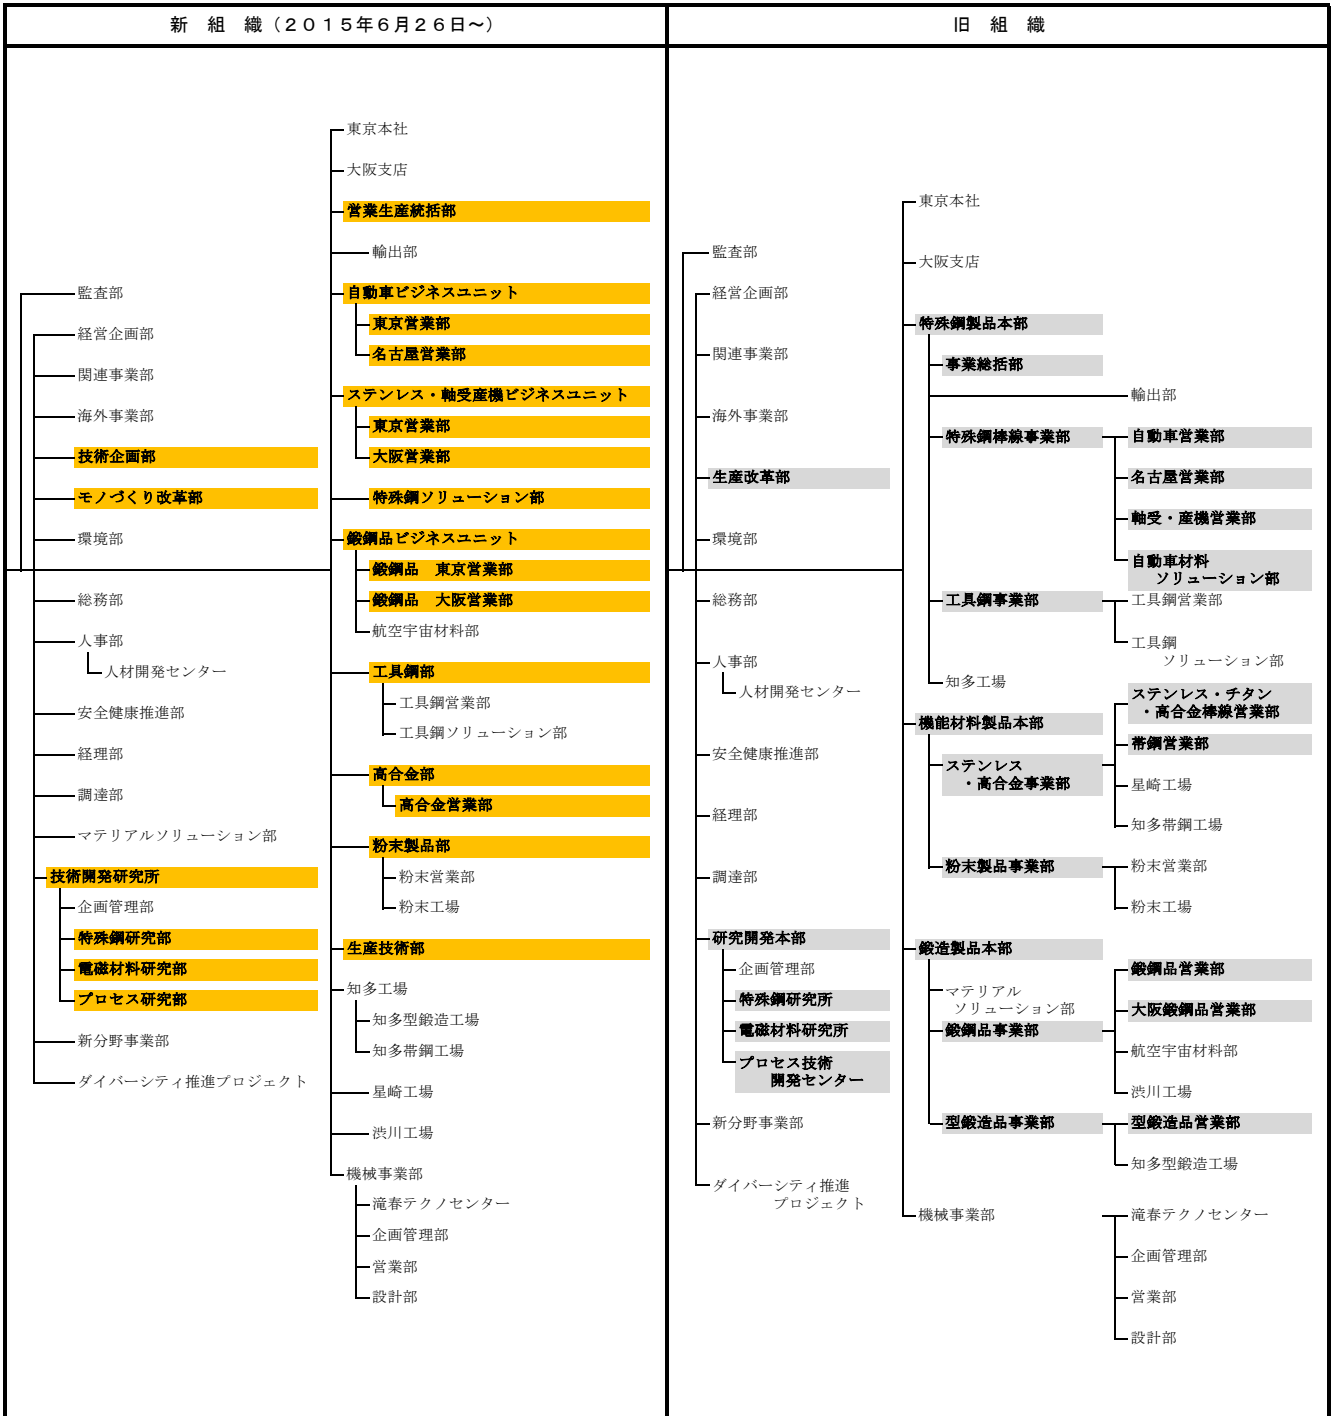 新　組　織（２０１５年６月２６日～）
東京本社
大阪支店
営業生産統括部
輸出部
監査部
自動車ビジネスユニット
東京営業部
経営企画部
名古屋営業部
関連事業部
ステンレス・軸受産機ビジネスユニット
海外事業部
東京営業部
技術企画部
大阪営業部
モノづくり改革部
特殊鋼ソリューション部
環境部
鍛鋼品ビジネスユニット
鍛鋼品　東京営業部
総務部
鍛鋼品　大阪営業部
航空宇宙材料部
人事部
人材開発センター
工具鋼部
工具鋼営業部
安全健康推進部
工具鋼ソリューション部
経理部
高合金部
調達部
高合金営業部
マテリアルソリューション部
粉末製品部
技術開発研究所
粉末営業部
企画管理部
粉末工場
特殊鋼研究部
生産技術部
電磁材料研究部
知多工場
プロセス研究部
知多型鍛造工場
新分野事業部
知多帯鋼工場
ダイバーシティ推進プロジェクト
星崎工場
渋川工場
機械事業部
滝春テクノセンター
企画管理部
営業部
設計部
旧　組　織
東京本社
監査部
大阪支店
経営企画部
特殊鋼製品本部
関連事業部
事業総括部
輸出部
海外事業部
特殊鋼棒線事業部
自動車営業部
生産改革部
名古屋営業部
軸受・産機営業部
環境部
自動車材料
ソリューション部
総務部
工具鋼事業部
工具鋼営業部
工具鋼
ソリューション部
人事部
人材開発センター
知多工場
ステンレス・チタン
・高合金棒線営業部
機能材料製品本部
帯鋼営業部
安全健康推進部
ステンレス
・高合金事業部
星崎工場
経理部
知多帯鋼工場
調達部
粉末製品事業部
粉末営業部
粉末工場
研究開発本部
鍛造製品本部
企画管理部
鍛鋼品営業部
特殊鋼研究所
マテリアル
ソリューション部
大阪鍛鋼品営業部
電磁材料研究所
鍛鋼品事業部
航空宇宙材料部
プロセス技術
開発センター
渋川工場
新分野事業部
型鍛造品事業部
型鍛造品営業部
知多型鍛造工場
ダイバーシティ推進
プロジェクト
機械事業部
滝春テクノセンター
企画管理部
営業部
設計部